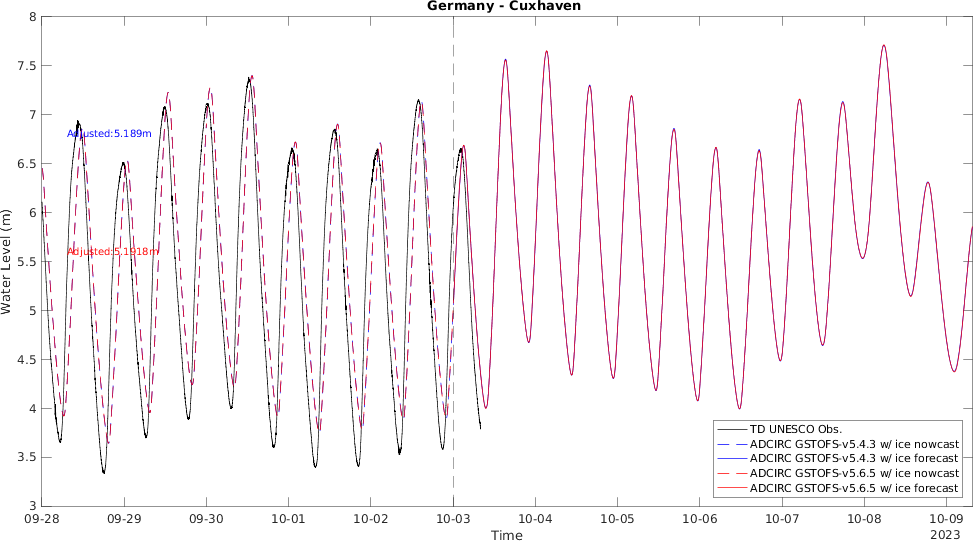 Germany - Cuxhaven
8
7.5
7
6.5
6
5.5
5
4.5
4
3.5
3
Water Level (m)
Adjusted:5.189m
Adjusted:5.1918m
TD UNESCO Obs.
ADCIRC GSTOFS-v5.4.3 w/ ice nowcast
ADCIRC GSTOFS-v5.4.3 w/ ice forecast
ADCIRC GSTOFS-v5.6.5 w/ ice nowcast
ADCIRC GSTOFS-v5.6.5 w/ ice forecast
09-28 09-29 09-30 10-01 10-02 10-03 10-04 10-05 10-06 10-07 10-08 10-09
2023
Time